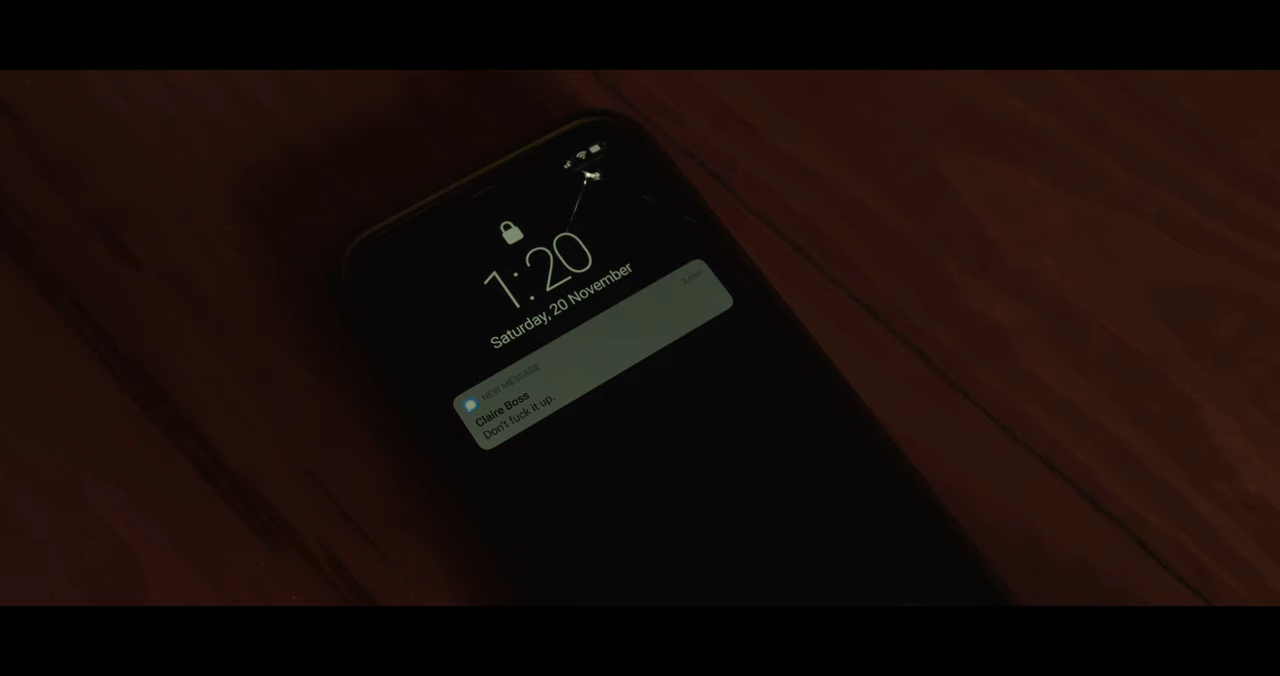 1:20
Saturday, 20 November
NEW MESSAGE
Claire Boss
Don't fuck it up.